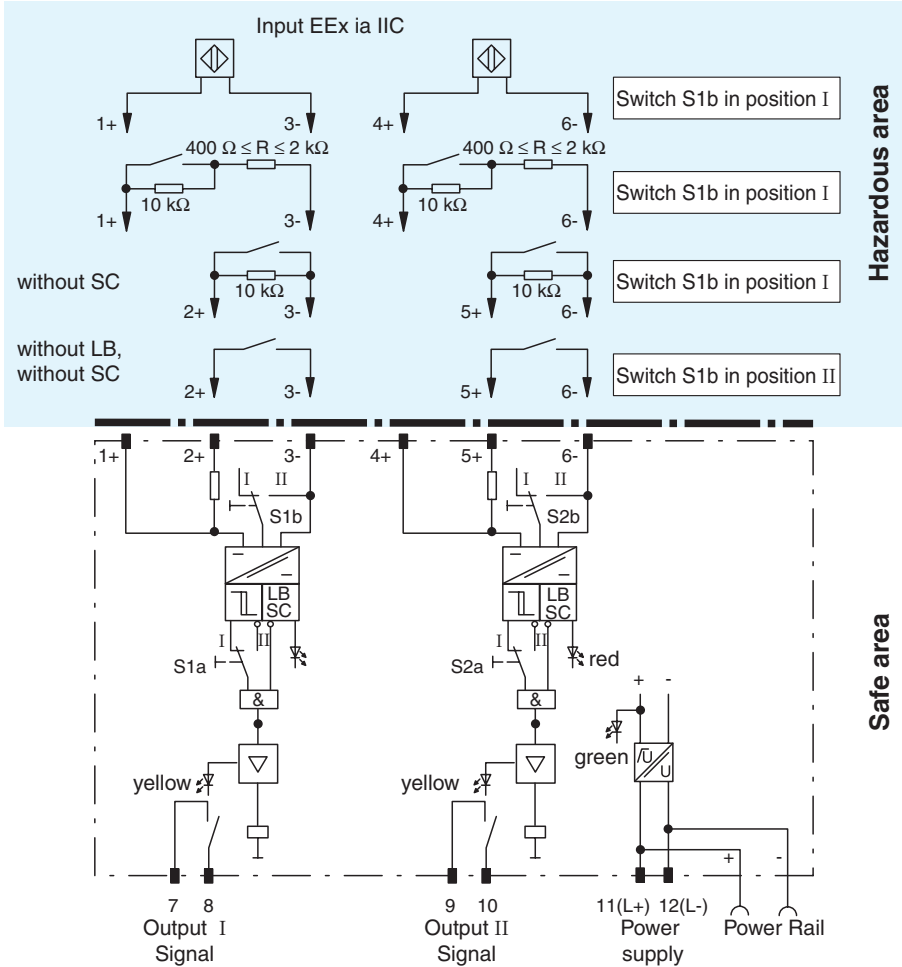 Input EEx ia IIC
Hazardous area
1+ 3- 4+ 6- Switch S1b in position I
400 Ω ≤ R ≤ 2 kΩ 400 Ω ≤ R ≤ 2 kΩ
Switch S1b in position I
10 kΩ 10 kΩ
1+ 3- 4+ 6-
without SC 10 kΩ 10 kΩ Switch S1b in position I
2+ 3- 5+ 6-
without LB,
without SC
2+ 3- 5+ 6- Switch S1b in position II
Safe area
1+ 2+ 3- 4+ 5+ 6-
I II I II
S1b S2b
LB LB
SC SC
I II I II
S1a S2a red
& & + -
green U U
yellow yellow
+ -
7 8 9 10 11(L+) 12(L-)
Output I Output II Power Power Rail
Signal Signal supply